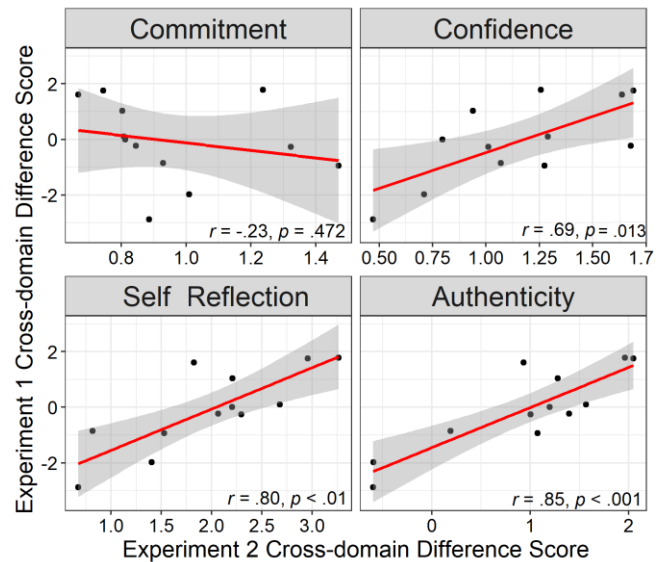 Commitment
Confidence
Experiment 1 Cross-domain Difference Score
2
0
-2
r = -.23, p = .472
r = .69, p = .013
0.8 1.0 1.2 1.4
0.50 0.75 1.00 1.25 1.50 1.7
Self Reflection
Authenticity
2
0
-2
r = .80, p < .01
r = .85, p < .001
1.0 1.5 2.0 2.5 3.0
0 1 2
Experiment 2 Cross-domain Difference Score